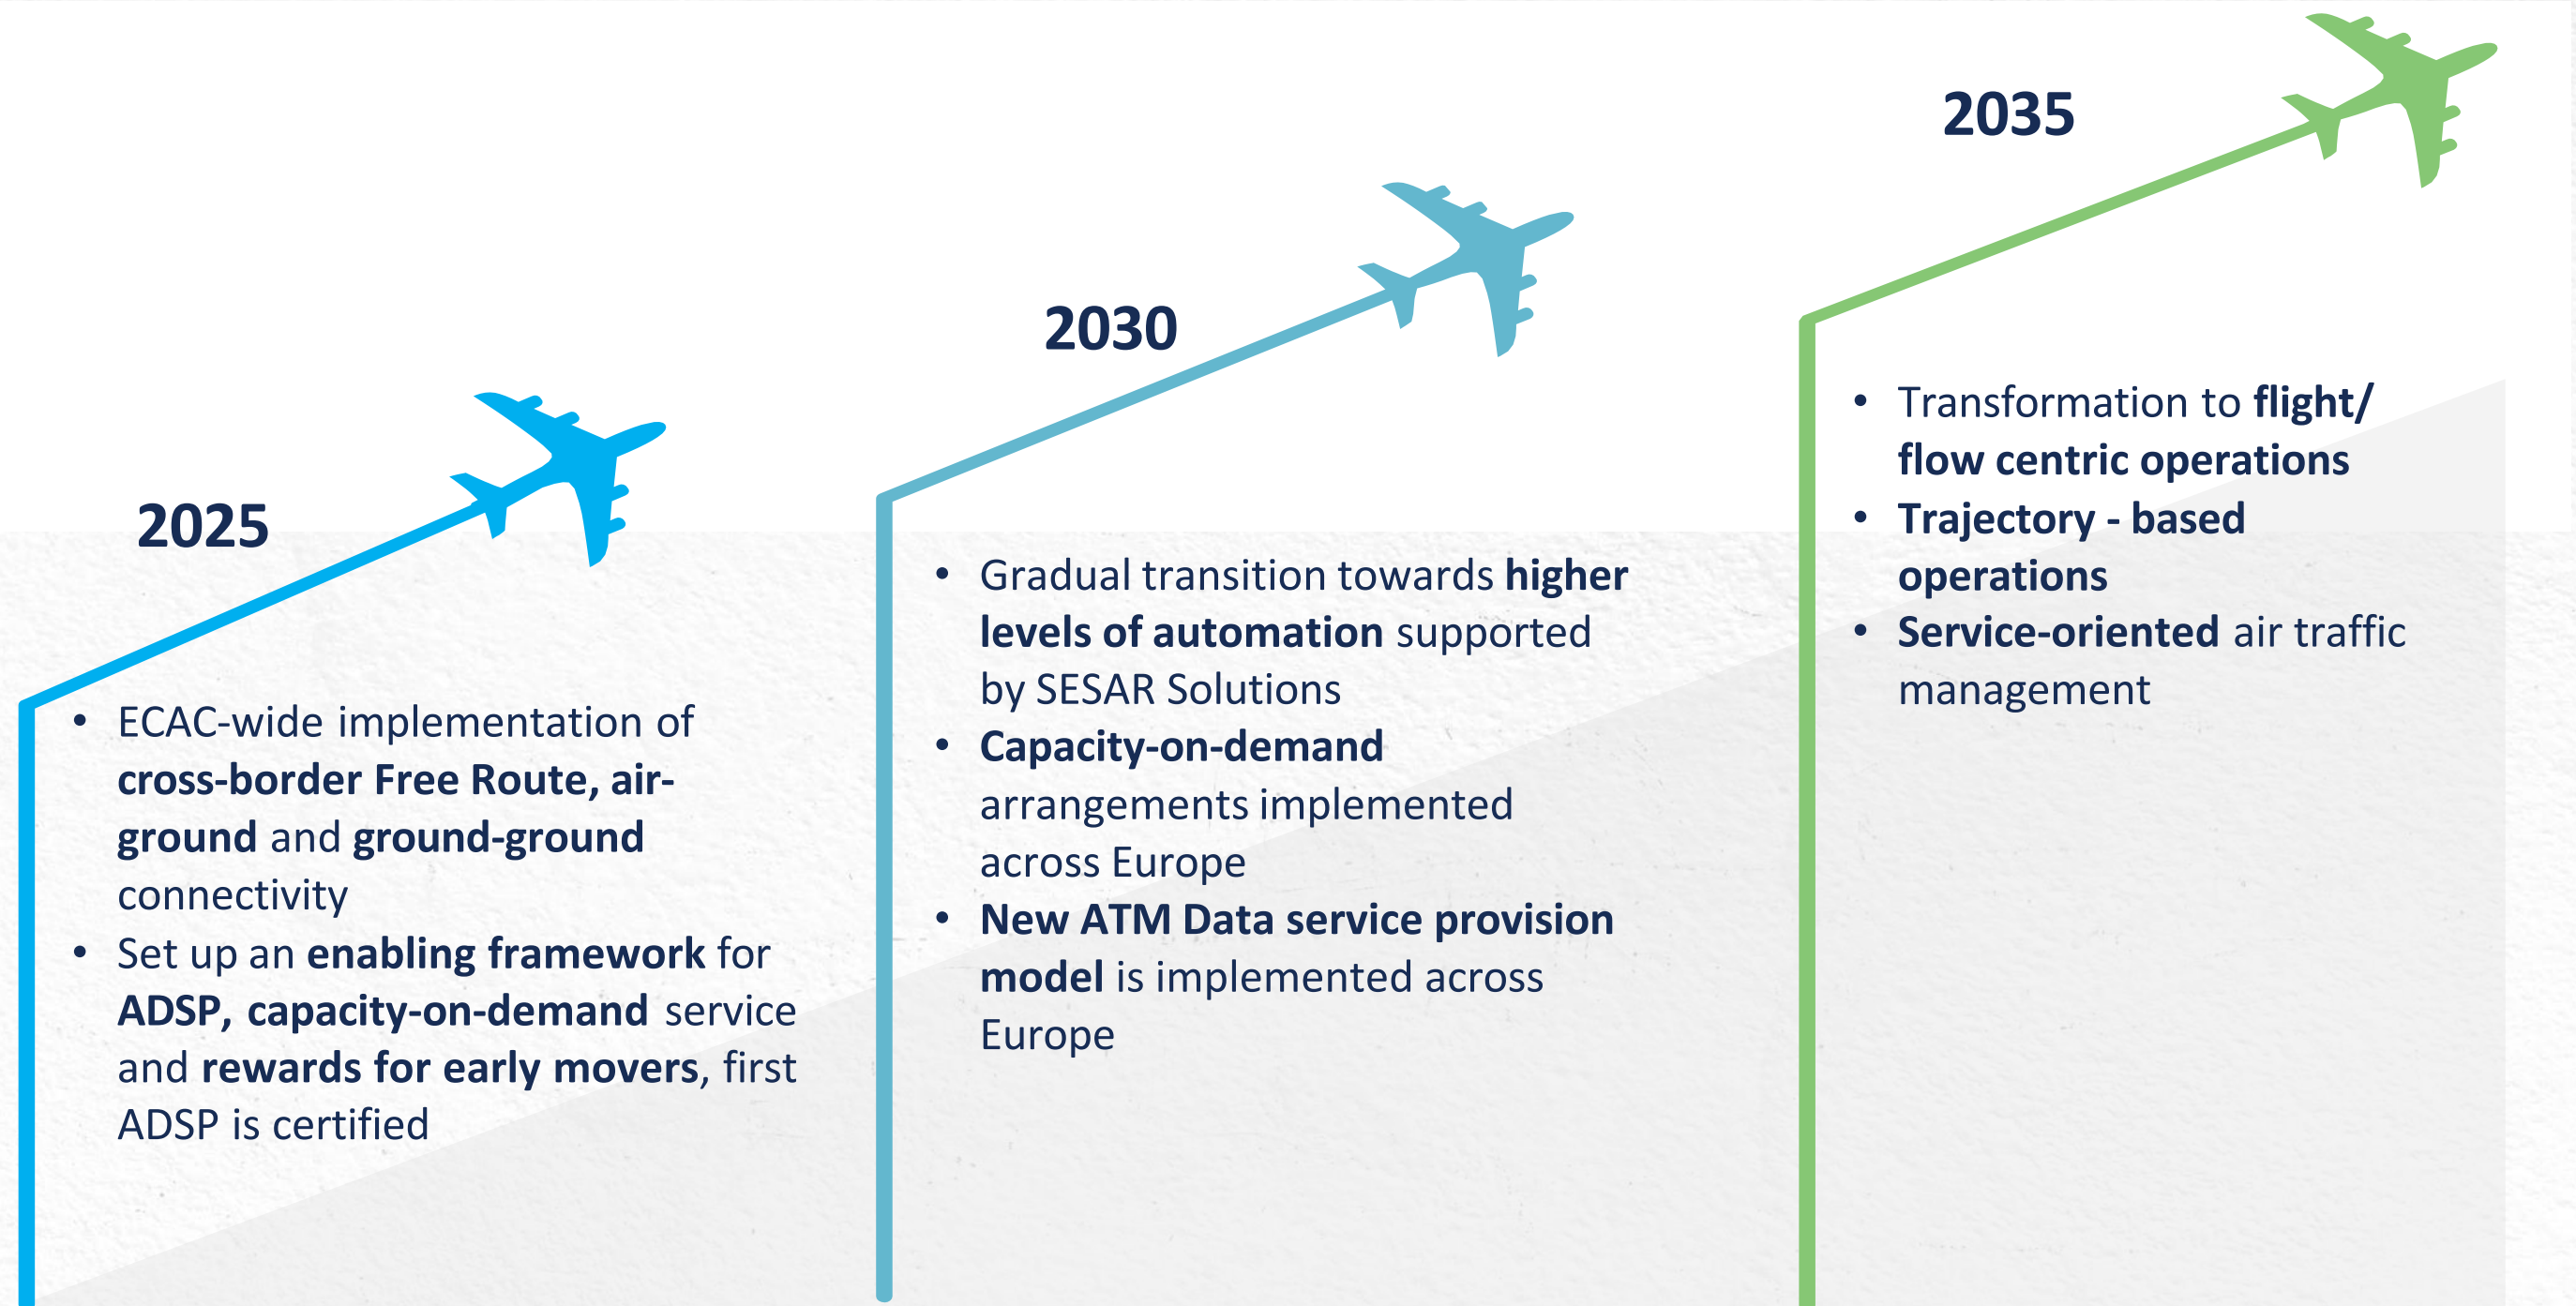 2025
• ECAC-wide implementation of
cross-border Free Route, air-
ground and ground-ground
connectivity
• Set up an enabling framework for
ADSP, capacity-on-demand service
and rewards for early movers, first
ADSP is certified
2030
• Gradual transition towards higher
levels of automation supported
by SESAR Solutions
• Capacity-on-demand
arrangements implemented
across Europe
• New ATM Data service provision
model is implemented across
Europe
2035
• Transformation to flight/
flow centric operations
• Trajectory - based
operations
• Service-oriented air traffic
management